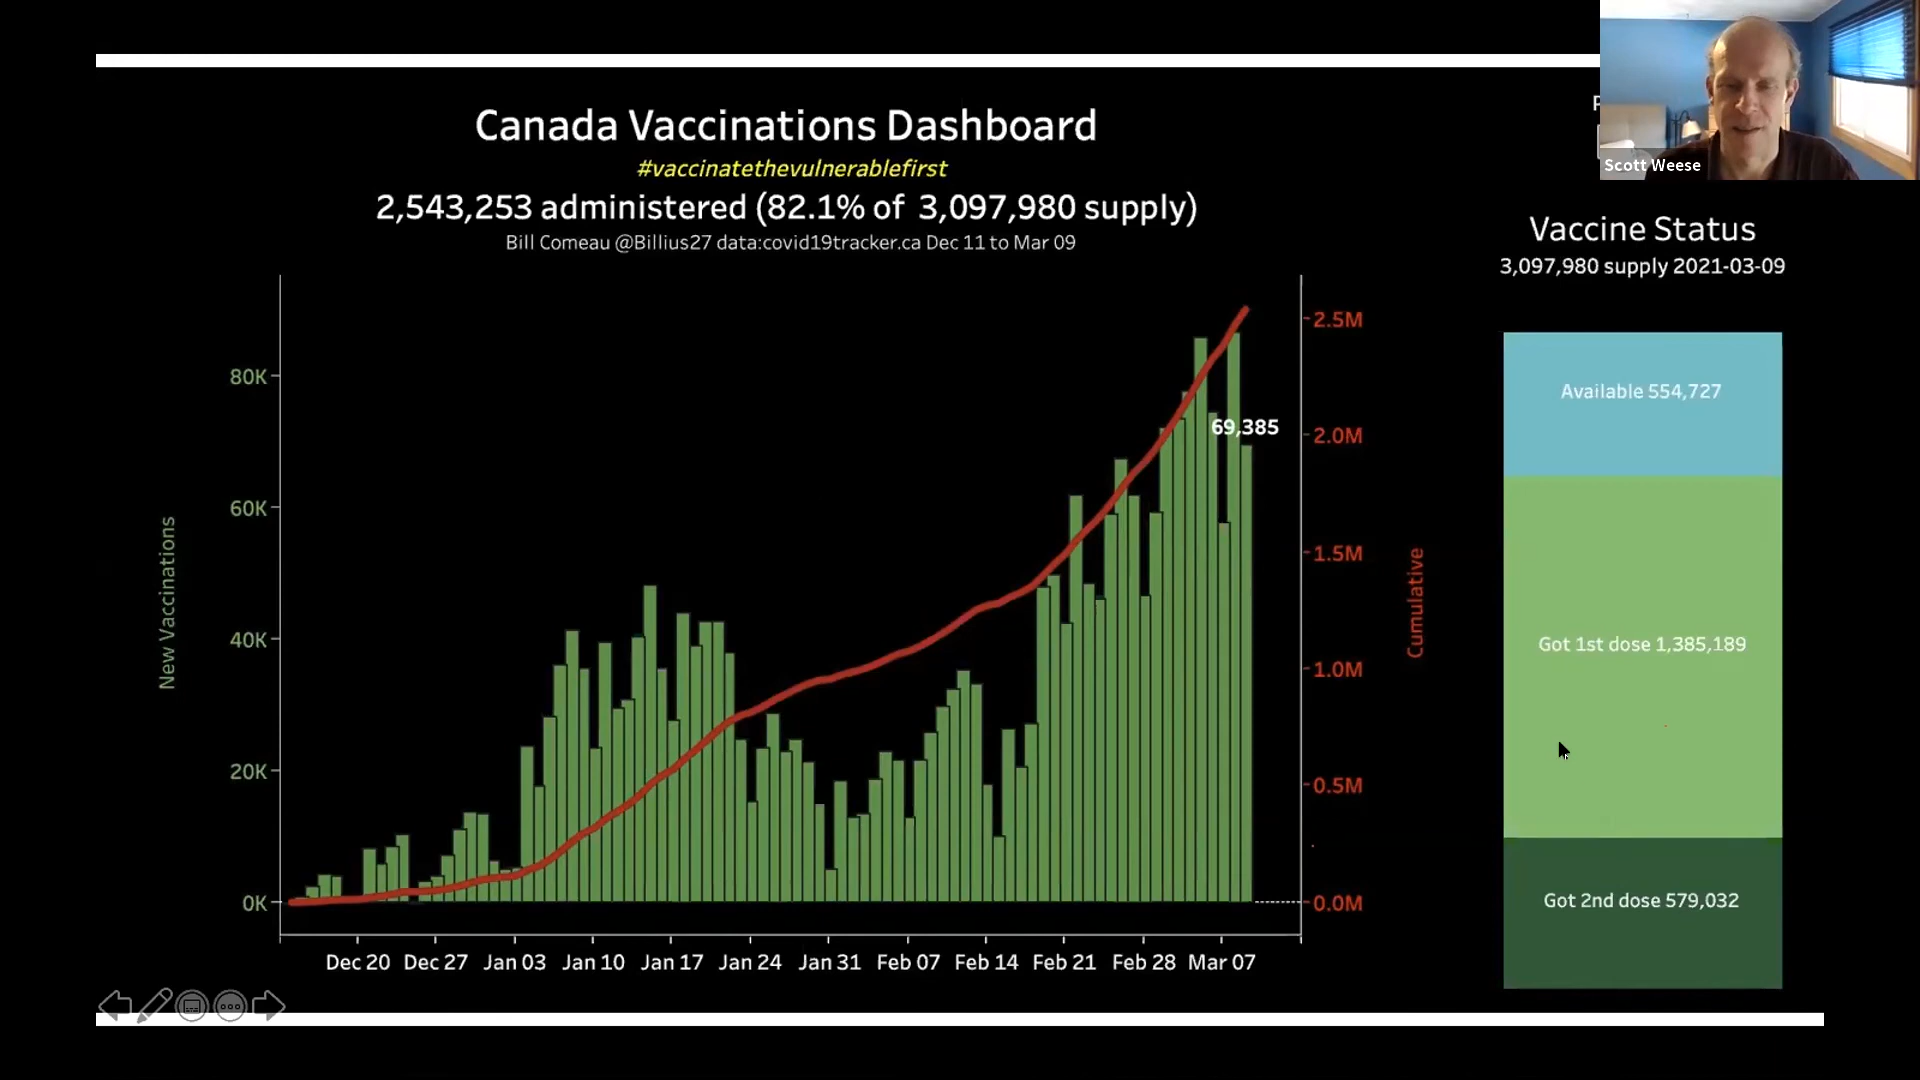 Canada Vaccinations Dashboard
#vaccinatethevulnerablefirst
2,543,253 administered (82.1% of 3,097,980 supply)
Bill Comeau @Billius27 data:covid19tracker.ca Dec 11 to Mar 09
Scott Weese
Vaccine Status
3,097,980 supply 2021-03-09
New Vaccinations
80K
60K
40K
20K
0K
69,385
2.5M
2.0M
1.5M
1.0M
0.5M
0.0M
Cumulative
Dec 20 Dec 27 Jan 03 Jan 10 Jan 17 Jan 24 Jan 31 Feb 07 Feb 14 Feb 21 Feb 28 Mar 07
Available 554,727
Got 1st dose 1,385,189
Got 2nd dose 579,032